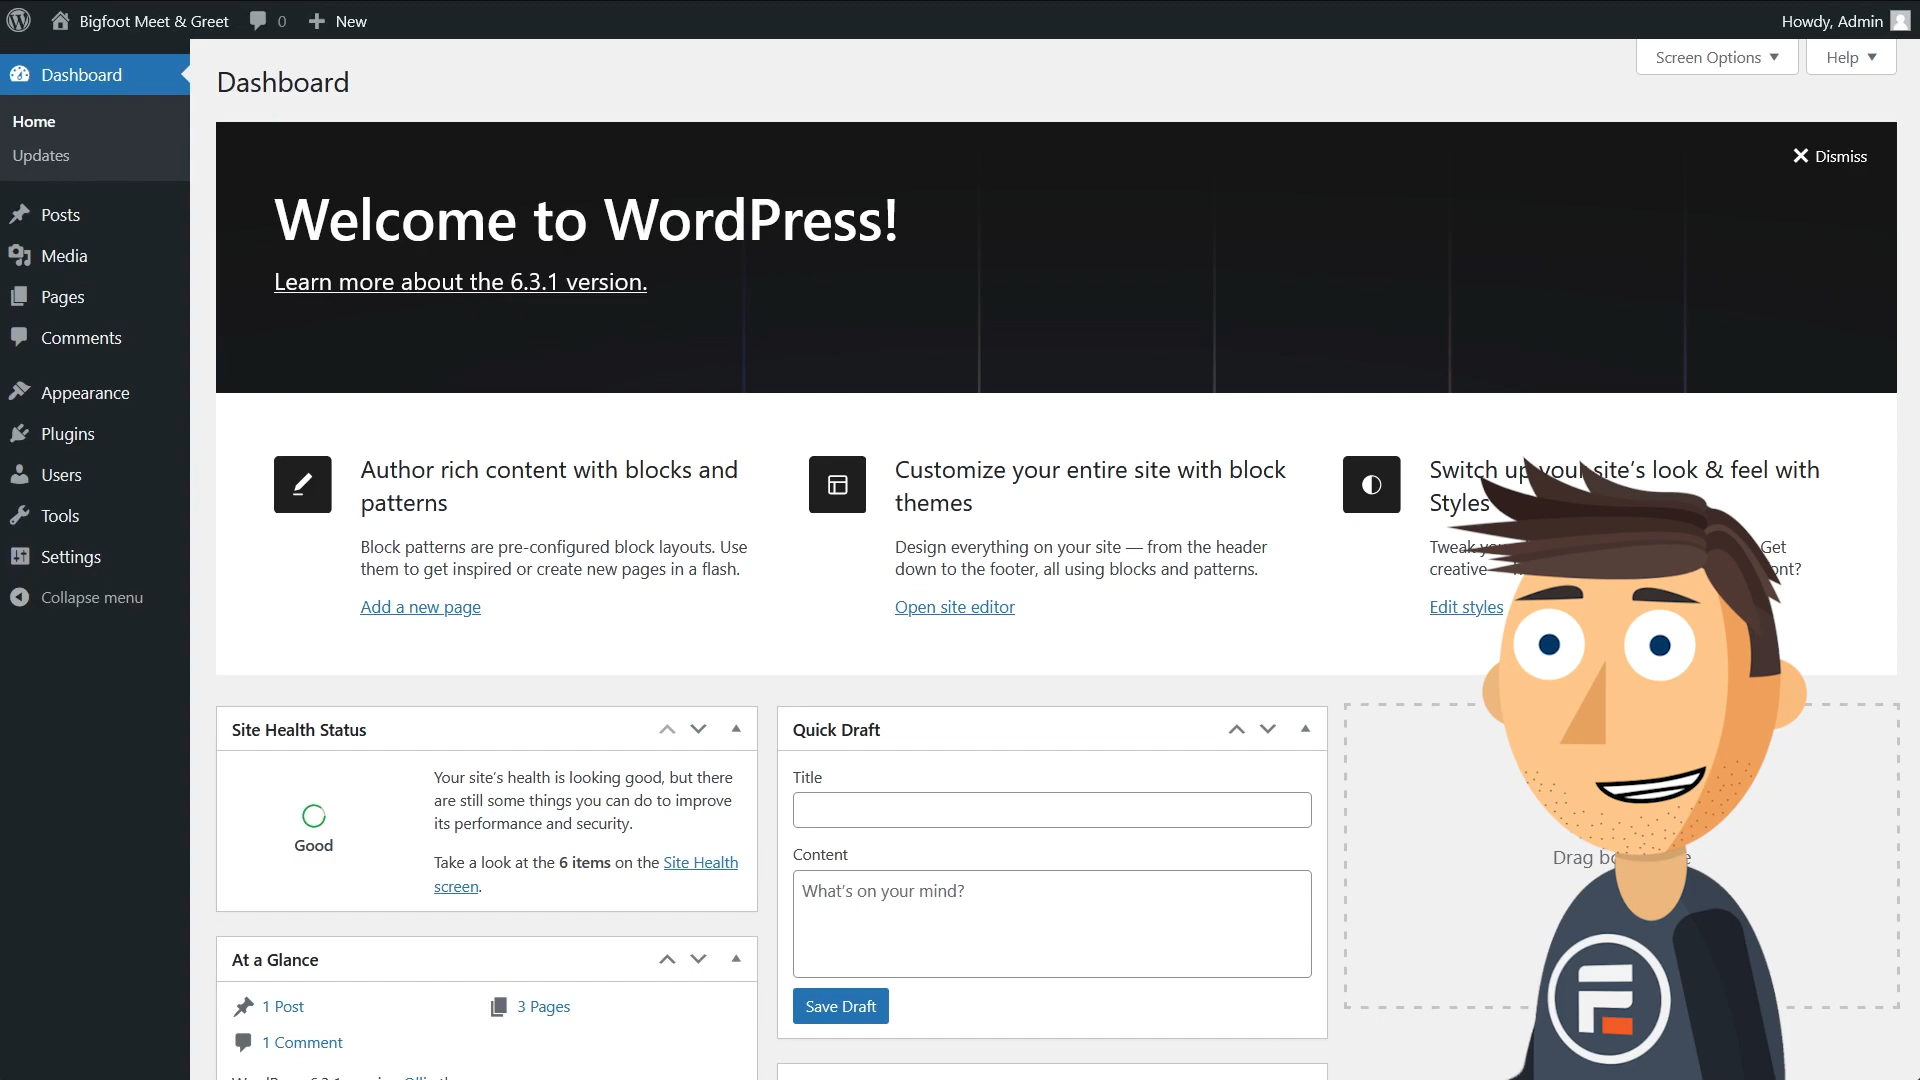 Bigfoot Meet & Greet
0
New
Howdy, Admin
Dashboard
Home
Updates
Posts
Media
Pages
Comments
Appearance
Plugins
Users
Tools
Settings
Collapse menu
Screen Options
Help
Dashboard
Dismiss
Welcome to WordPress!
Learn more about the 6.3.1 version.
Author rich content with blocks and
patterns
Block patterns are pre-configured block layouts. Use
them to get inspired or create new pages in a flash.
Add a new page
Customize your entire site with block
themes
Design everything on your site — from the header
down to the footer, all using blocks and patterns.
Open site editor
Switch up your site’s look & feel with
Styles
Tweak Get
creative
Edit styles
Site Health Status
Good
Your site’s health is looking good, but there
are still some things you can do to improve
its performance and security.
Take a look at the 6 items on the Site Health
screen.
At a Glance
1 Post
3 Pages
1 Comment
Quick Draft
Title
Content
What’s on your mind?
Save Draft
Drag